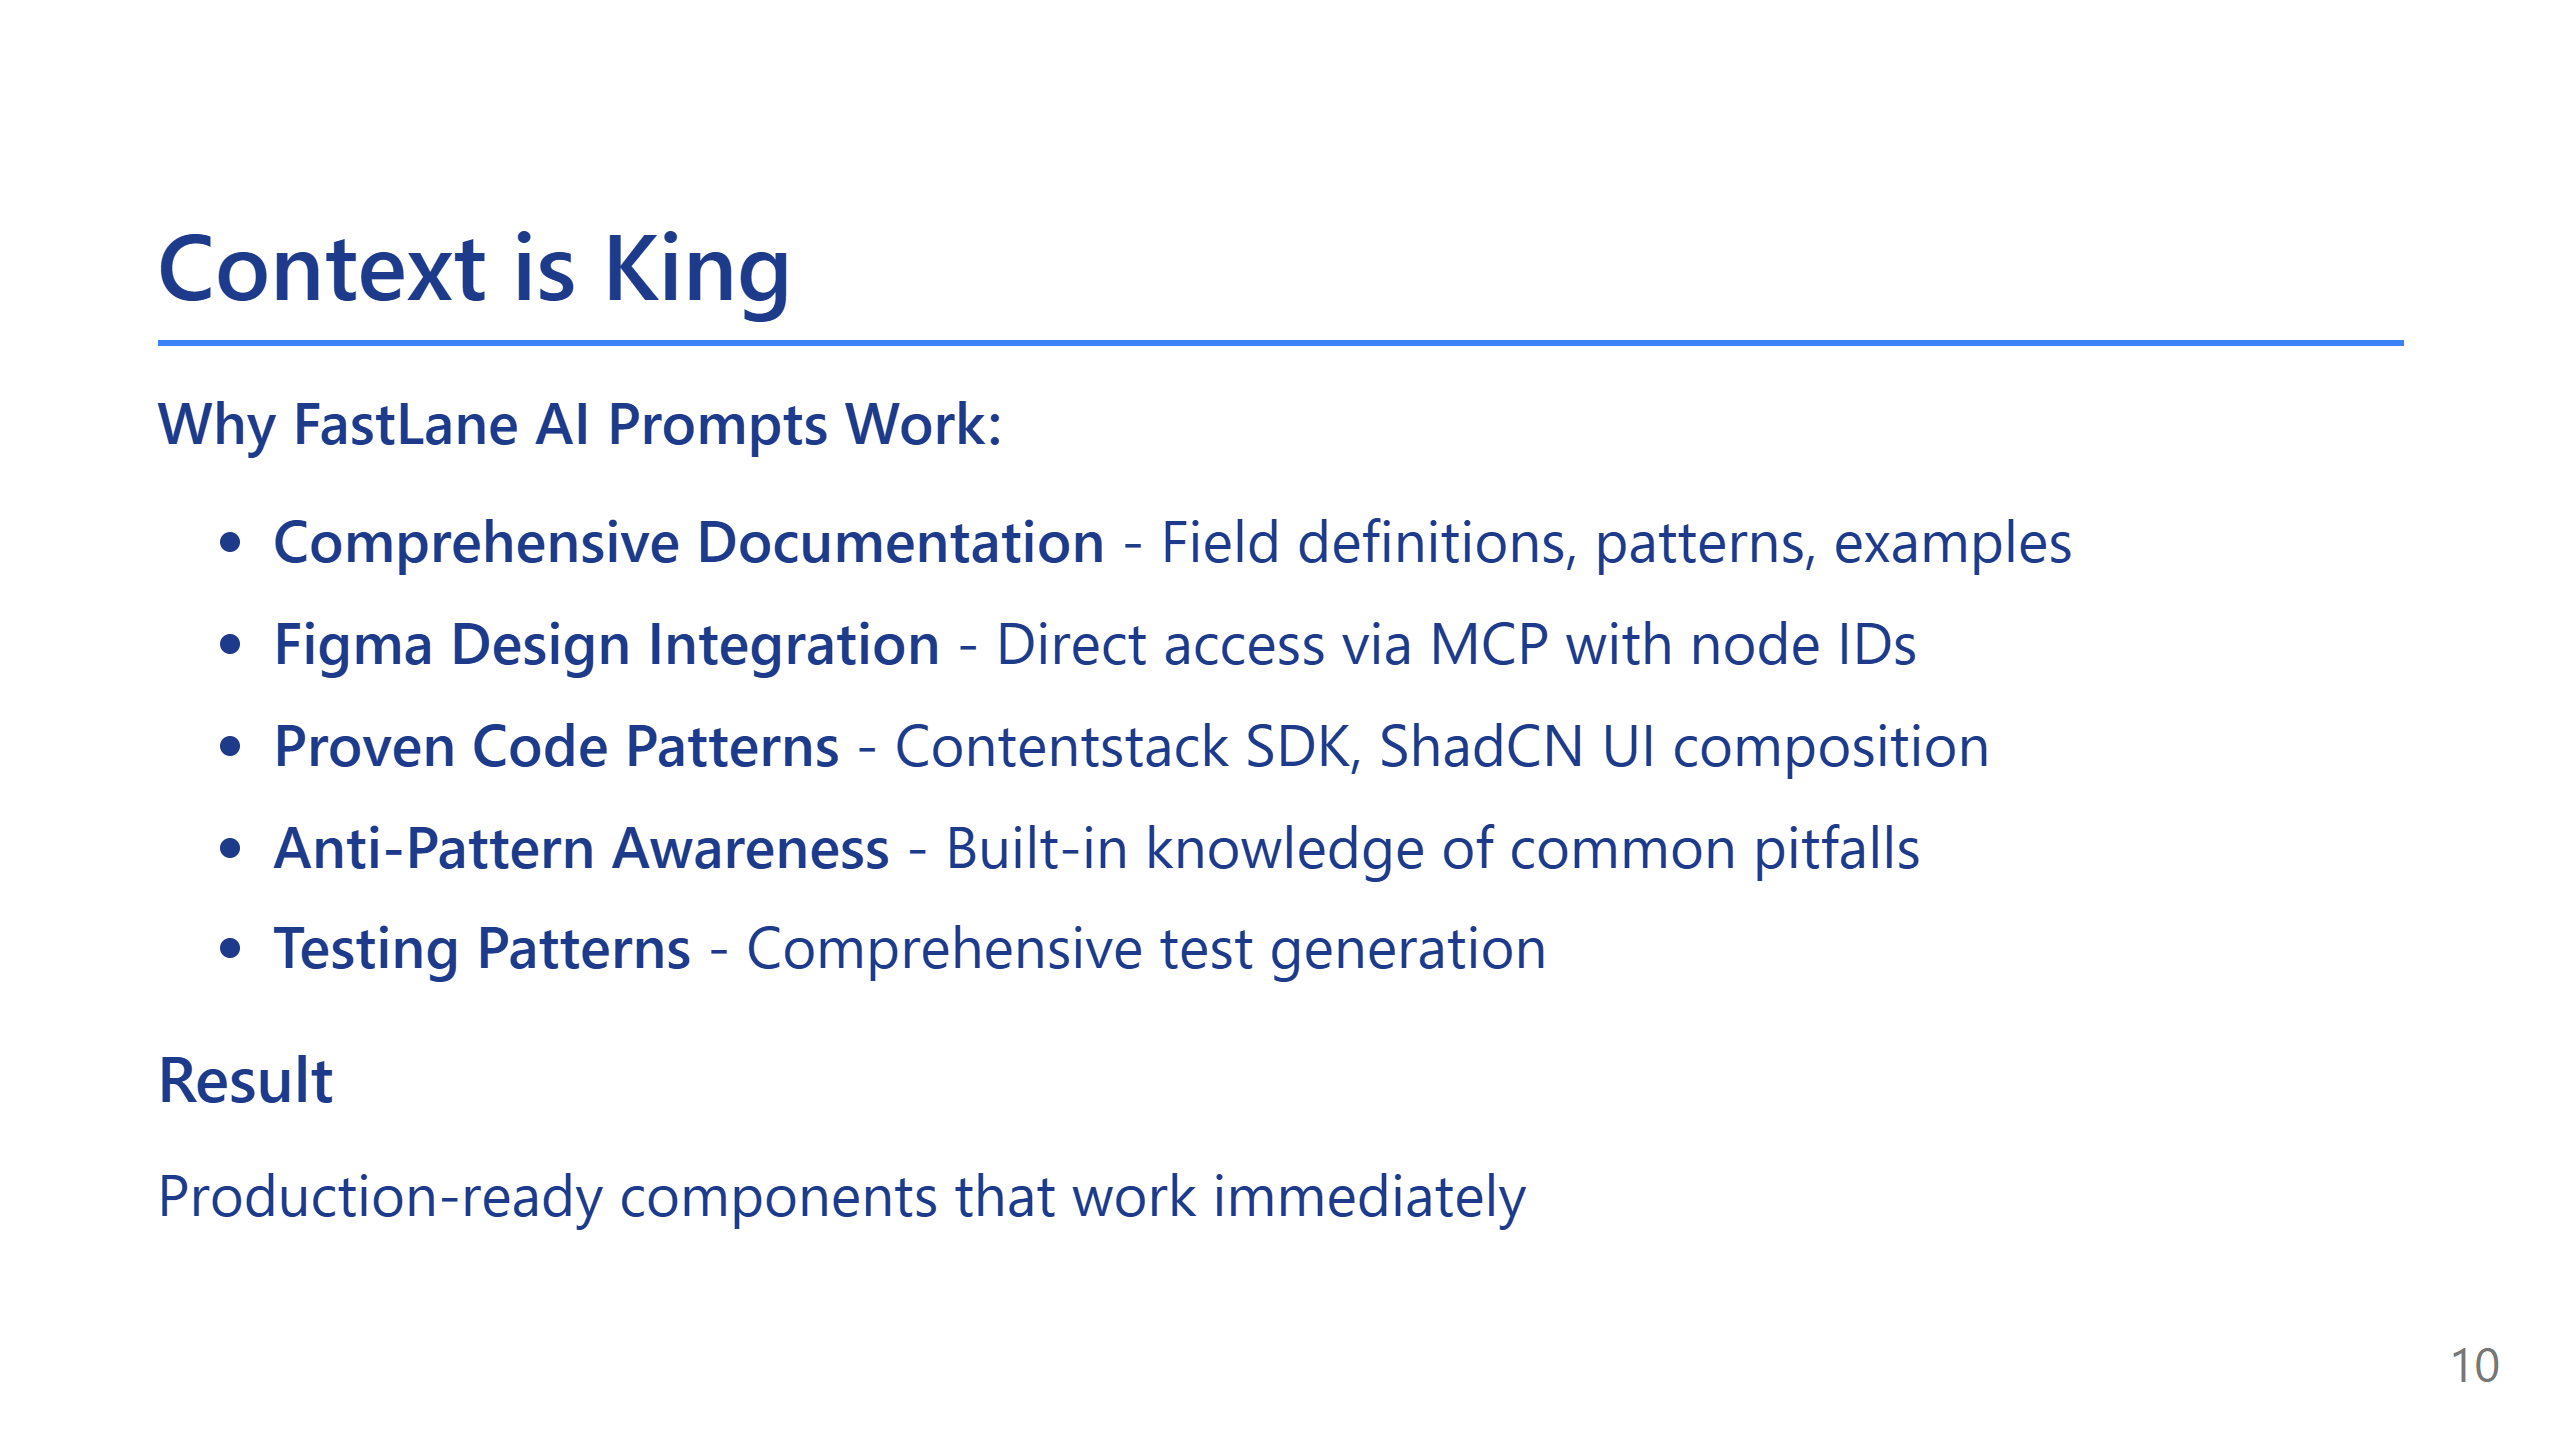 Context is King
Why FastLane AI Prompts Work:
• Comprehensive Documentation - Field definitions, patterns, examples
• Figma Design Integration - Direct access via MCP with node IDs
• Proven Code Patterns - Contentstack SDK, ShadCN UI composition
• Anti-Pattern Awareness - Built-in knowledge of common pitfalls
• Testing Patterns - Comprehensive test generation
Result
Production-ready components that work immediately
10